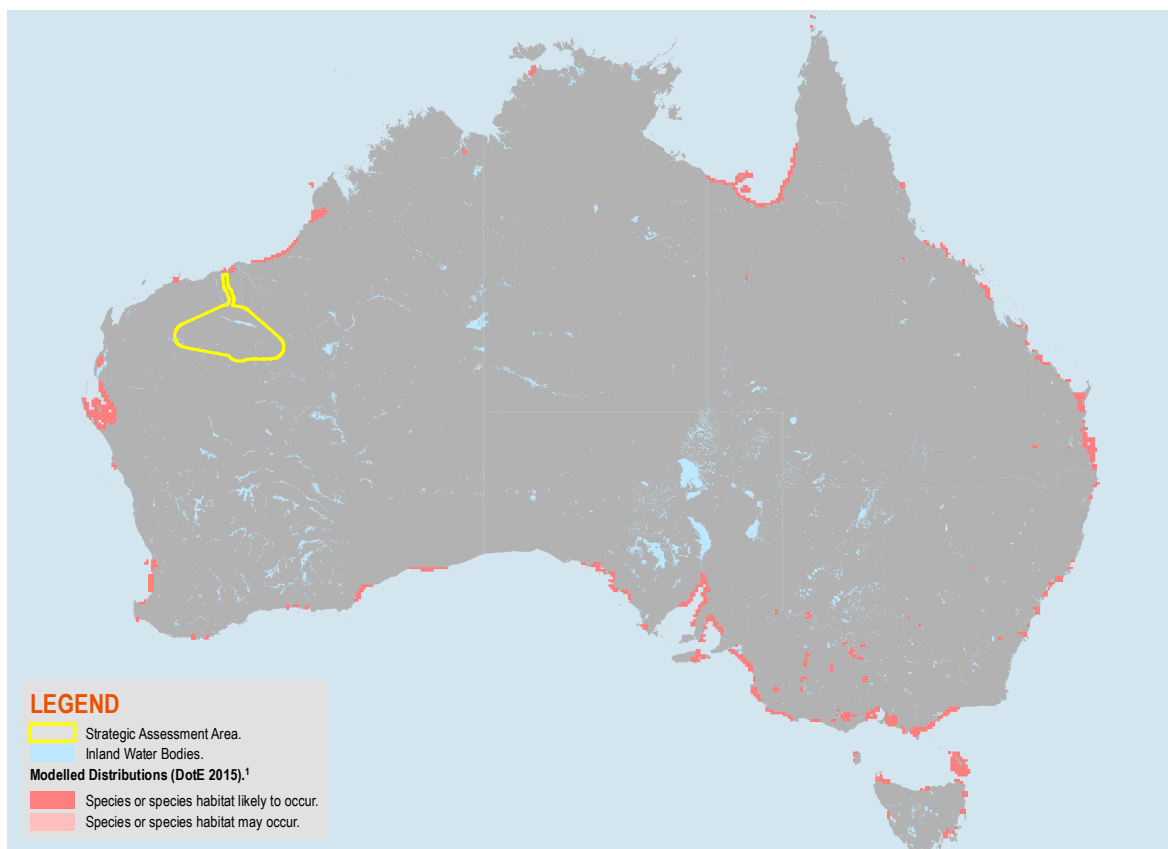 LEGEND
Strategic Assessment Area.
Inland Water Bodies.
Modelled Distributions (DotE 2015).¹
Species or species habitat likely to occur.
Species or species habitat may occur.